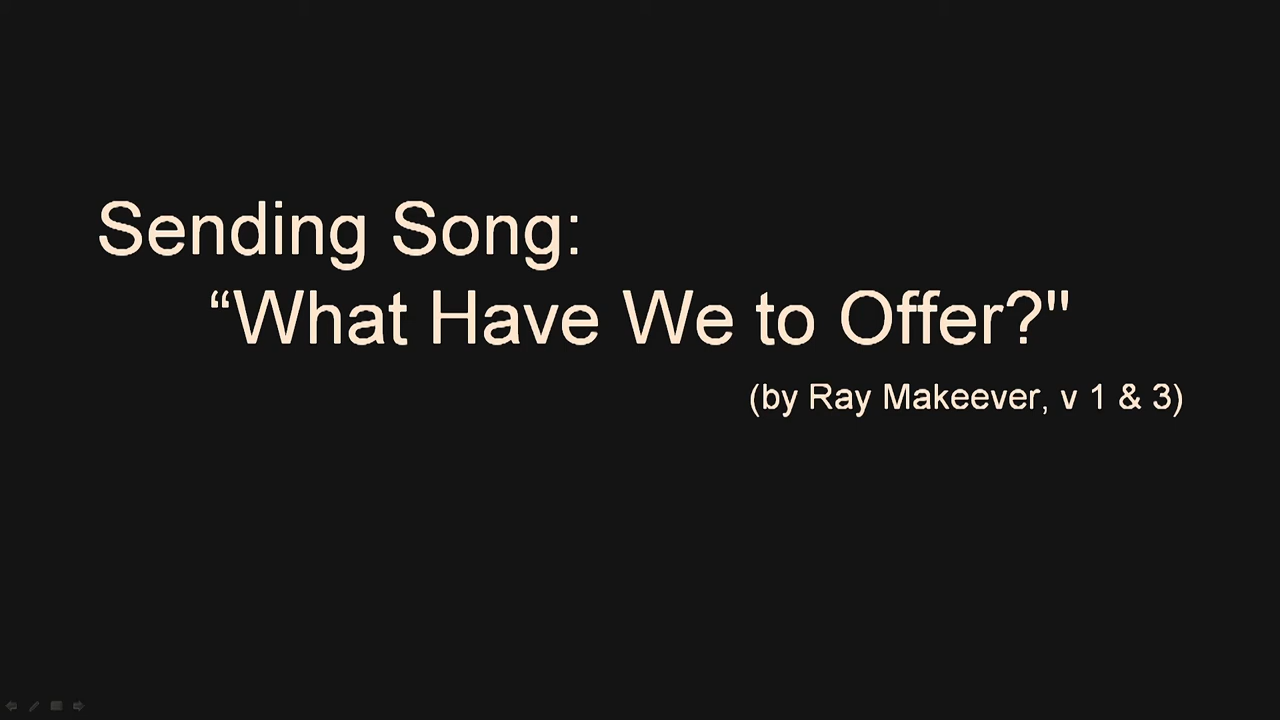 Sending Song:
“What Have We to Offer?"
(by Ray Makeever, v 1 & 3)